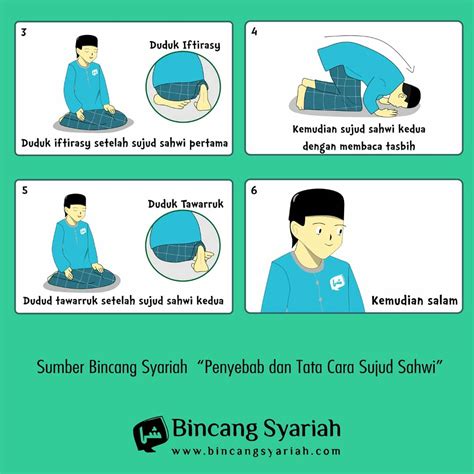 3
Duduk Iftirasy
Duduk iftirasy setelah sujud sahwi pertama
4
Kemudian sujud sahwi kedua
dengan membaca tasbih
5
Duduk Tawarruk
Dudud tawarruk setelah sujud sahwi kedua
6
Kemudian salam
Sumber Bincang Syariah “Penyebab dan Tata Cara Sujud Sahwi”
Bincang Syariah
www.bincangsyariah.com